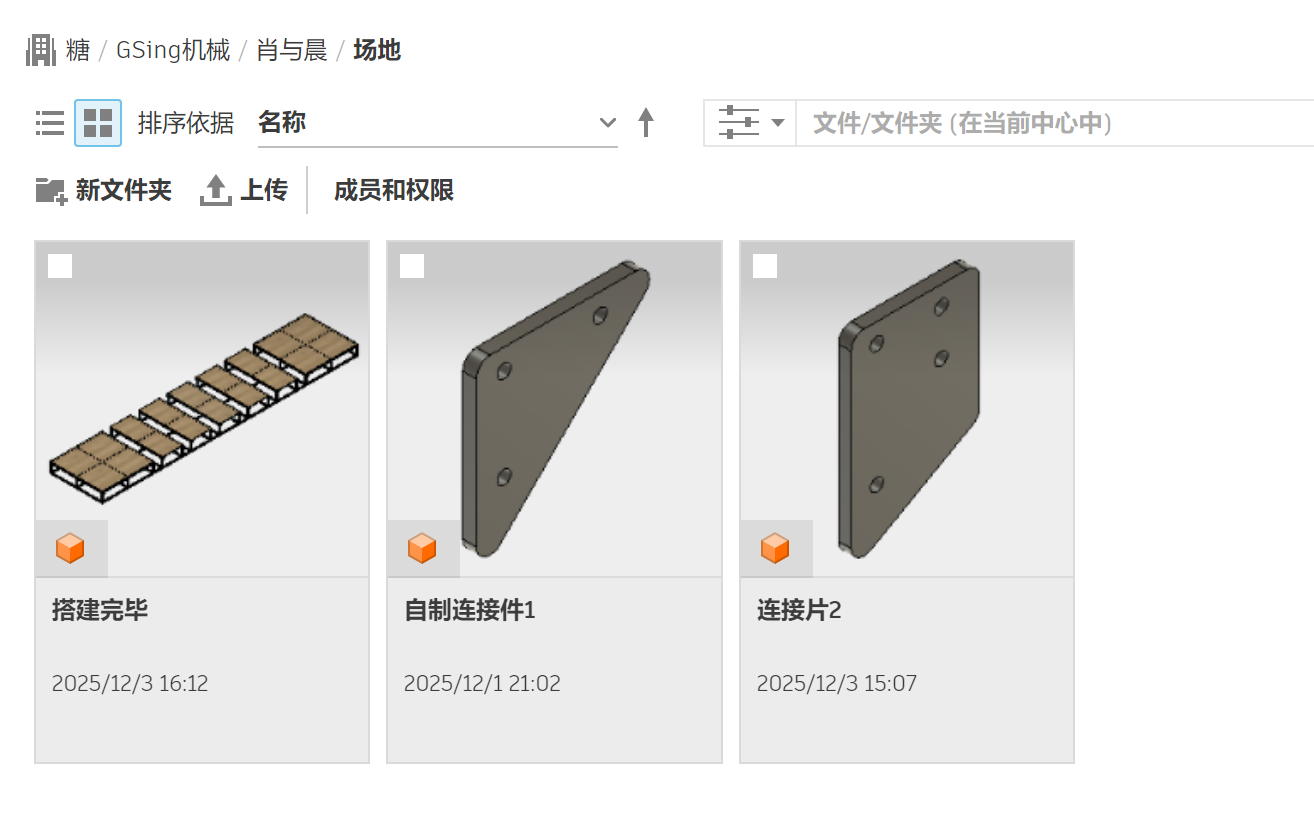 糖 / GSing机械 / 肖与晨 / 场地
排序依据 名称 文件/文件夹 (在当前中心中)
新文件夹 上传 成员和权限
搭建完毕 自制连接件1 连接片2
2025/12/3 16:12 2025/12/1 21:02 2025/12/3 15:07